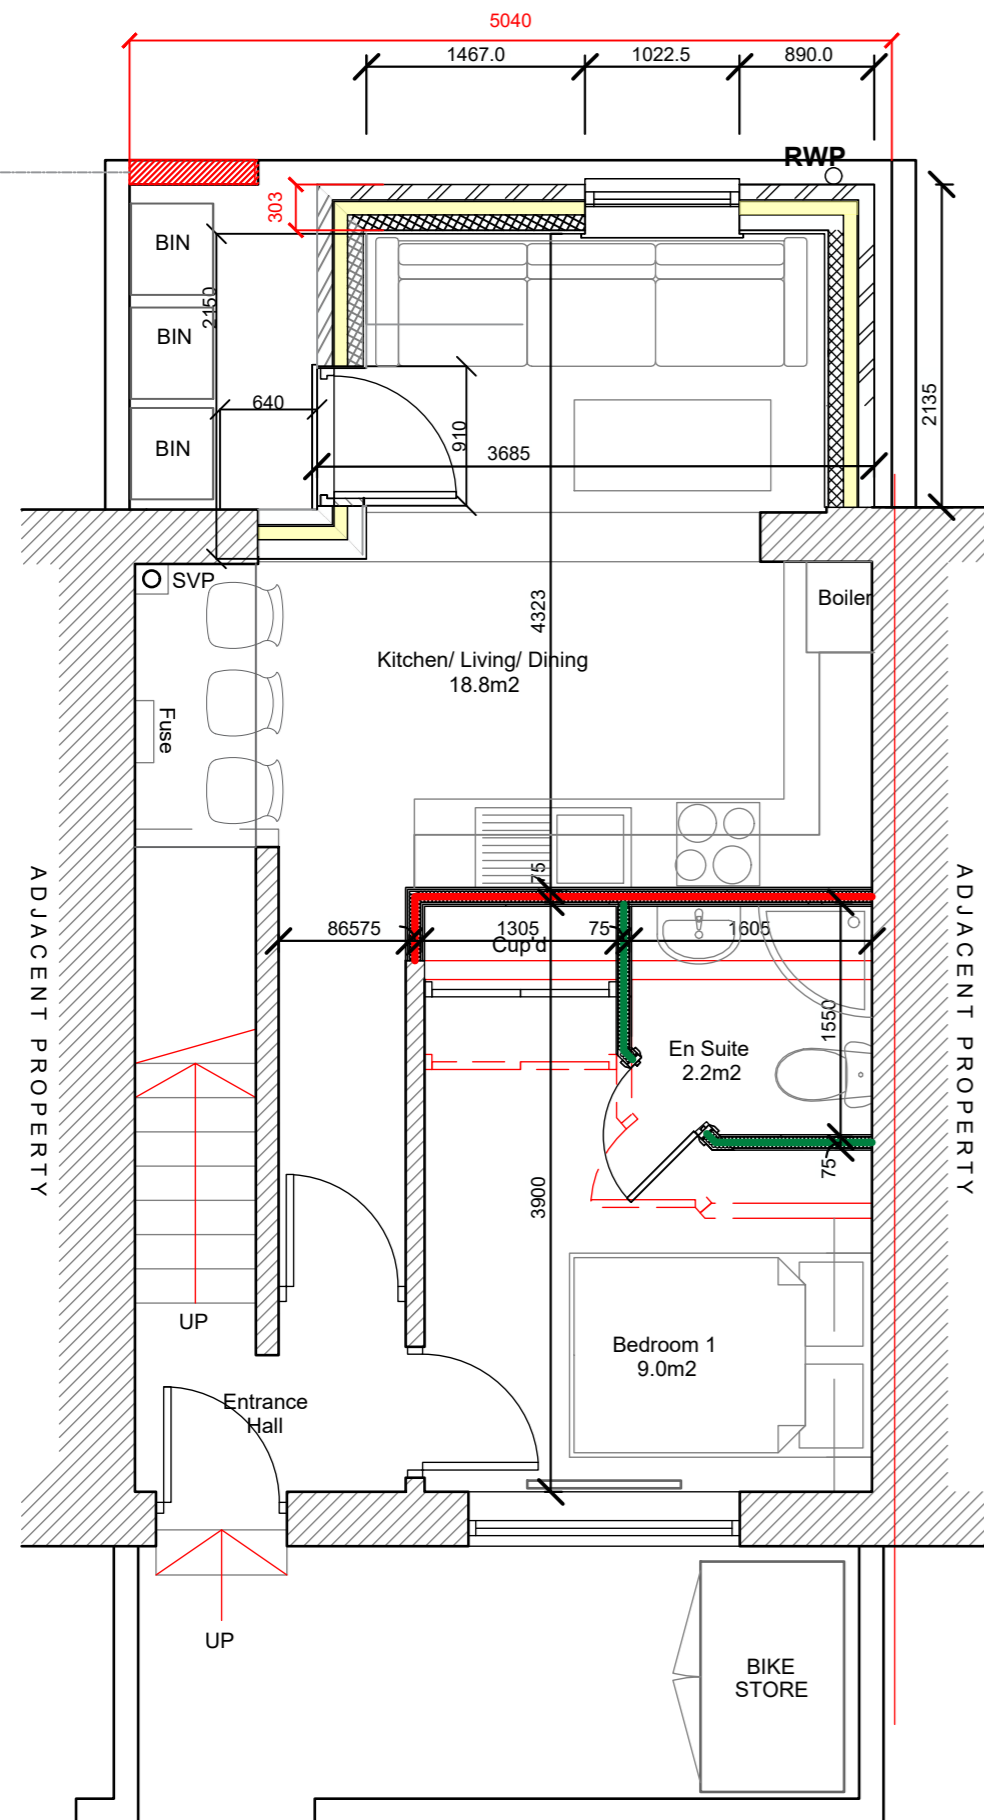 5040
1467.0
1022.5
890.0
RWP
303
BIN
2150
BIN
640
910
2135
BIN
3685
SVP
Boiler
4323
Kitchen/ Living/ Dining
18.8m2
Fuse
ADJACENT PROPERTY
ADJACENT PROPERTY
75
86575
1305
75
1605
Cup'd
1550
En Suite
2.2m2
75
3900
UP
Bedroom 1
9.0m2
Entrance
Hall
UP
BIKE
STORE